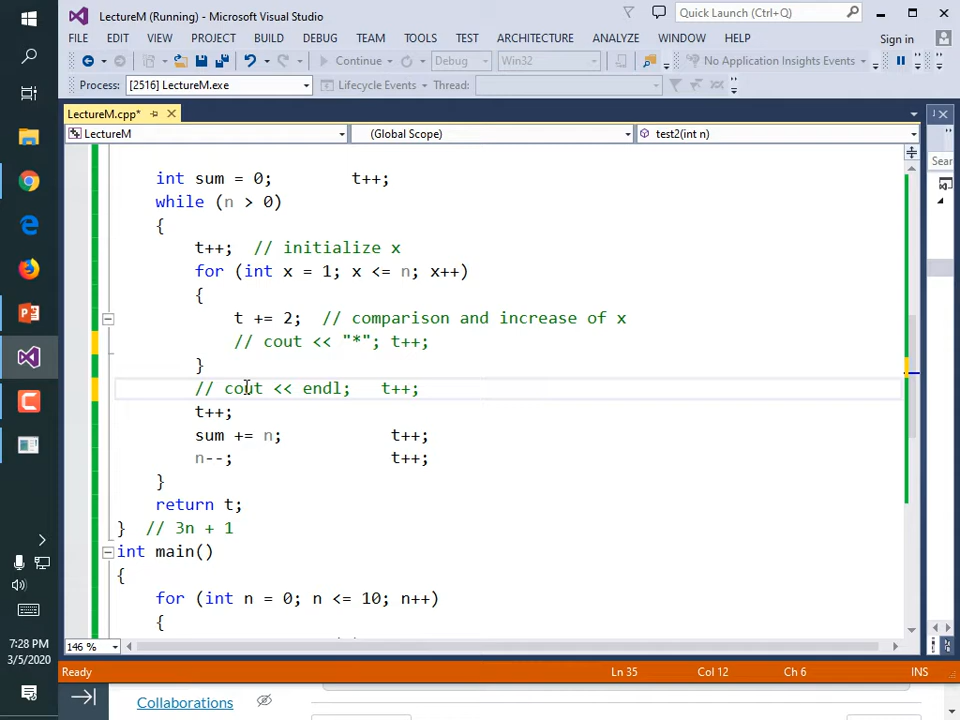 LectureM (Running) - Microsoft Visual Studio
Quick Launch (Ctrl+Q)
FILE EDIT VIEW PROJECT BUILD DEBUG TEAM TOOLS TEST ARCHITECTURE ANALYZE WINDOW HELP Sign in
Continue Debug Win32 No Application Insights Events
Process: [2516] LectureM.exe Lifecycle Events Thread:
LectureM.cpp*
LectureM (Global Scope) test2(int n)
Sear
int sum = 0; t++;
while (n > 0)
{
t++; // initialize x
for (int x = 1; x <= n; x++)
{
t += 2; // comparison and increase of x
// cout << "*"; t++;
}
// cout << endl; t++;
t++;
sum += n; t++;
n--; t++;
}
return t;
} // 3n + 1
int main()
{
for (int n = 0; n <= 10; n++)
{
146 %
7:28 PM
3/5/2020
Ready Ln 35 Col 12 Ch 6 INS
Collaborations